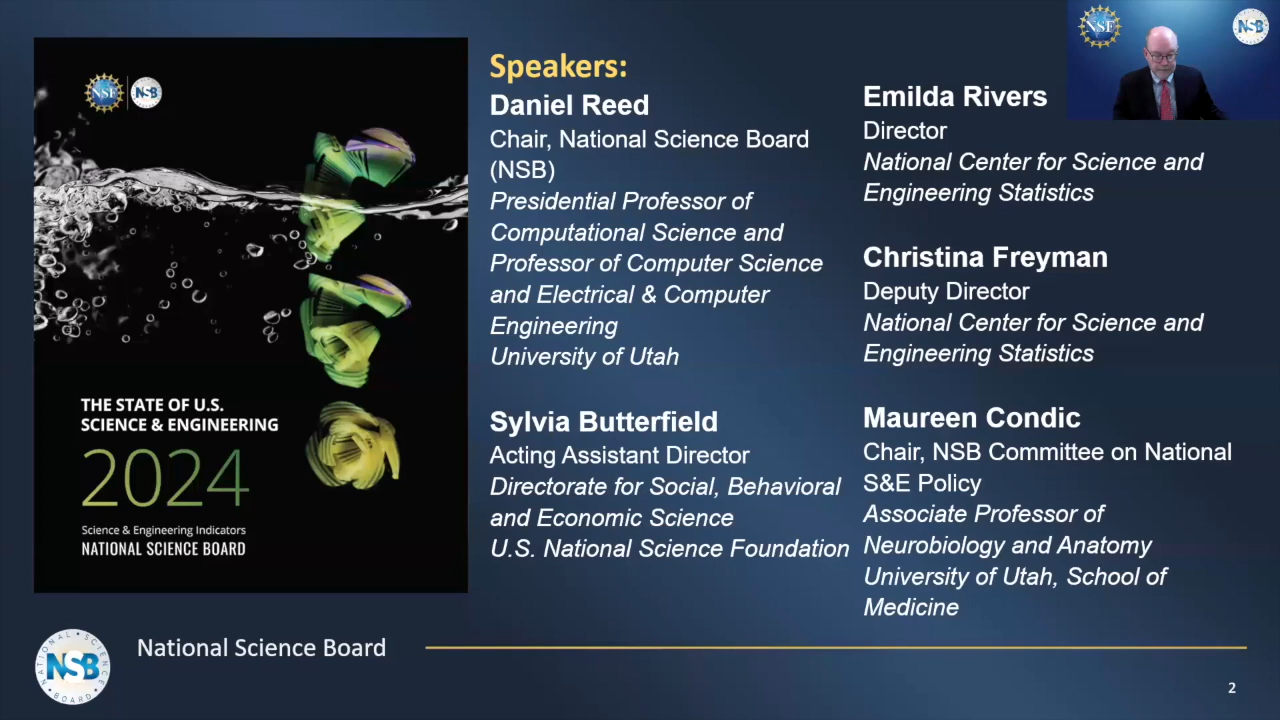 NSF
NSB
THE STATE OF U.S.
SCIENCE & ENGINEERING
2024
Science & Engineering Indicators
NATIONAL SCIENCE BOARD
Speakers:
Daniel Reed
Chair, National Science Board
(NSB)
Presidential Professor of
Computational Science and
Professor of Computer Science
and Electrical & Computer
Engineering
University of Utah
Sylvia Butterfield
Acting Assistant Director
Directorate for Social, Behavioral
and Economic Science
U.S. National Science Foundation
Emilda Rivers
Director
National Center for Science and
Engineering Statistics
Christina Freyman
Deputy Director
National Center for Science and
Engineering Statistics
Maureen Condic
Chair, NSB Committee on National
S&E Policy
Associate Professor of
Neurobiology and Anatomy
University of Utah, School of
Medicine
NSF
NSB
NATIONAL SCIENCE BOARD
NSB
National Science Board
2